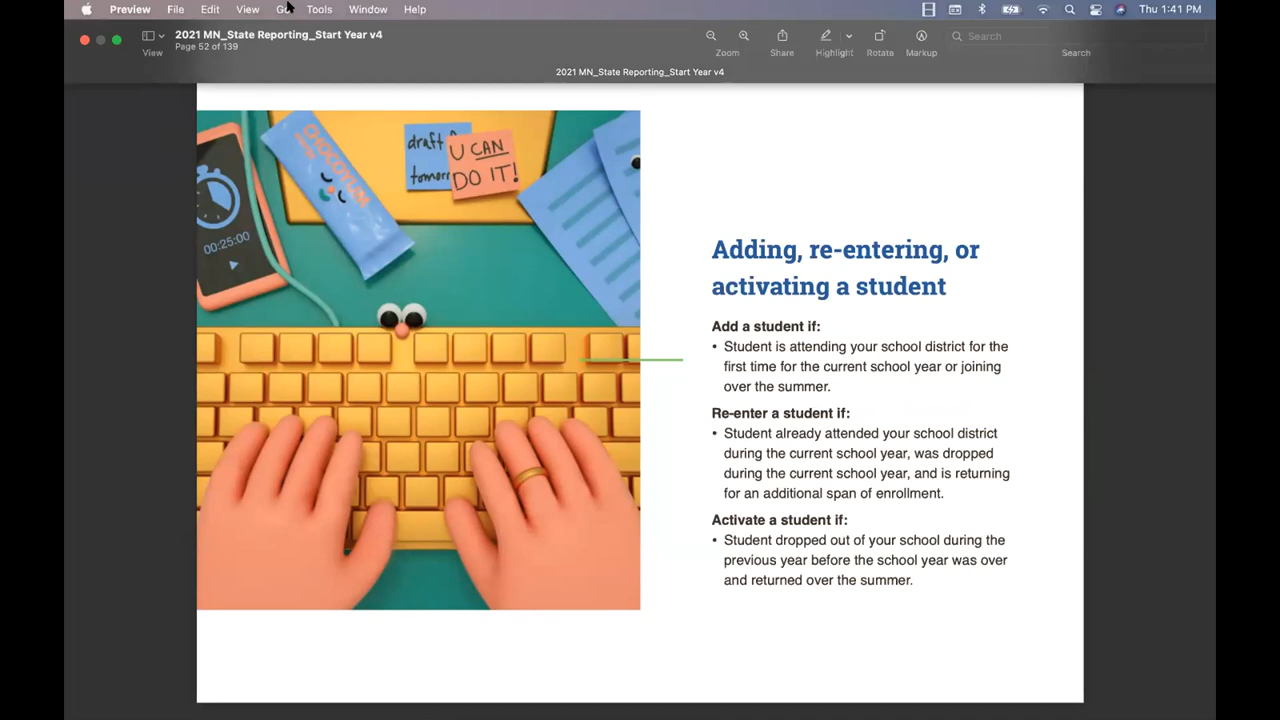 Preview File Edit View Go Tools Window Help Thu 1:41 PM
2021 MN_State Reporting_Start Year v4
Page 52 of 139
Search
View Zoom Share Highlight Rotate Markup Search
2021 MN_State Reporting_Start Year v4
CHOCOYUM
draft
tomorr
U CAN
DO IT!
00:25:00
Adding, re-entering, or
activating a student
Add a student if:
• Student is attending your school district for the
first time for the current school year or joining
over the summer.
Re-enter a student if:
• Student already attended your school district
during the current school year, was dropped
during the current school year, and is returning
for an additional span of enrollment.
Activate a student if:
• Student dropped out of your school during the
previous year before the school year was over
and returned over the summer.